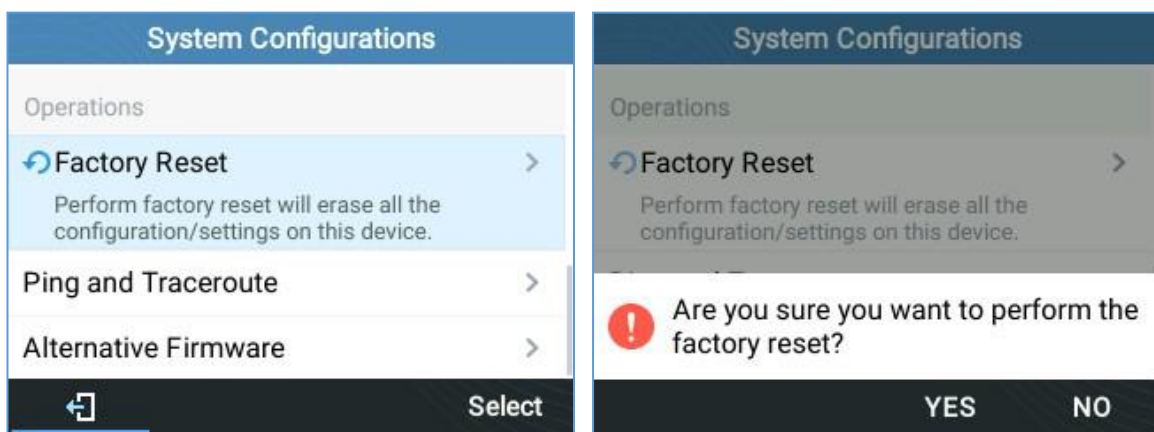 System Configurations
Operations
Factory Reset
Perform factory reset will erase all the
configuration/settings on this device.
Ping and Traceroute
Alternative Firmware
Select
System Configurations
Operations
Factory Reset
Perform factory reset will erase all the
configuration/settings on this device.
Are you sure you want to perform the
factory reset?
YES NO